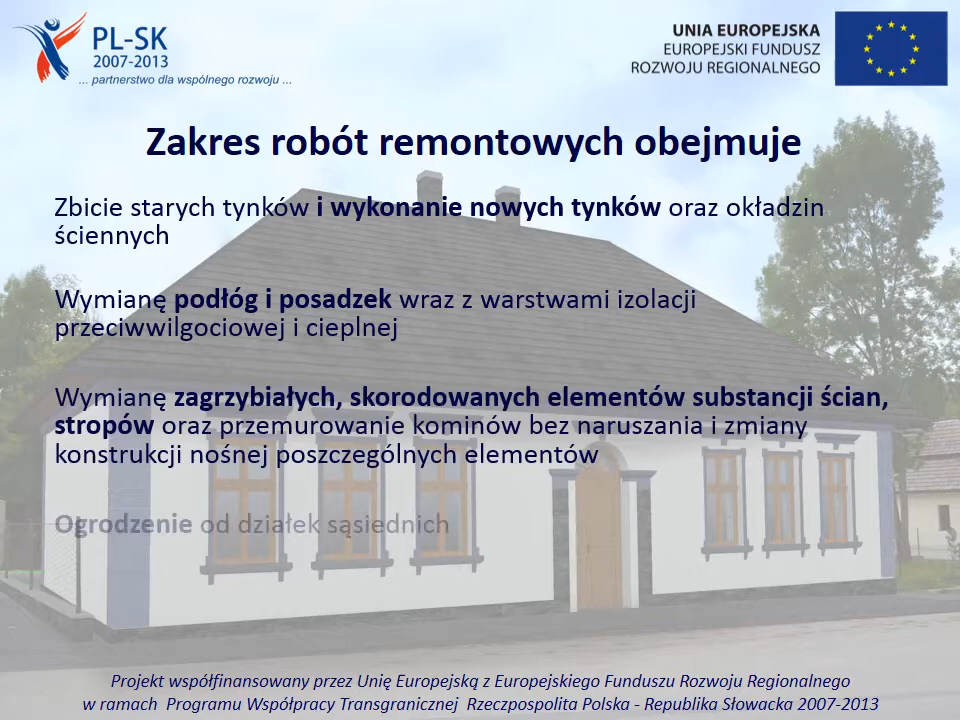 PL-SK
2007-2013
... partnerstwo dla wspólnego rozwoju ...
UNIA EUROPEJSKA
EUROPEJSKI FUNDUSZ
ROZWOJU REGIONALNEGO
Zakres robót remontowych obejmuje
Zbicie starych tynków i wykonanie nowych tynków oraz okładzin
ściennych
Wymianę podłóg i posadzek wraz z warstwami izolacji
przeciwwilgociowej i cieplnej
Wymianę zagrzybiałych, skorodowanych elementów substancji ścian,
stropów oraz przemurowanie kominów bez naruszania i zmiany
konstrukcji nośnej poszczególnych elementów
Ogrodzenie od działek sąsiednich
Projekt współfinansowany przez Unię Europejską z Europejskiego Funduszu Rozwoju Regionalnego
w ramach Programu Współpracy Transgranicznej Rzeczpospolita Polska - Republika Słowacka 2007-2013